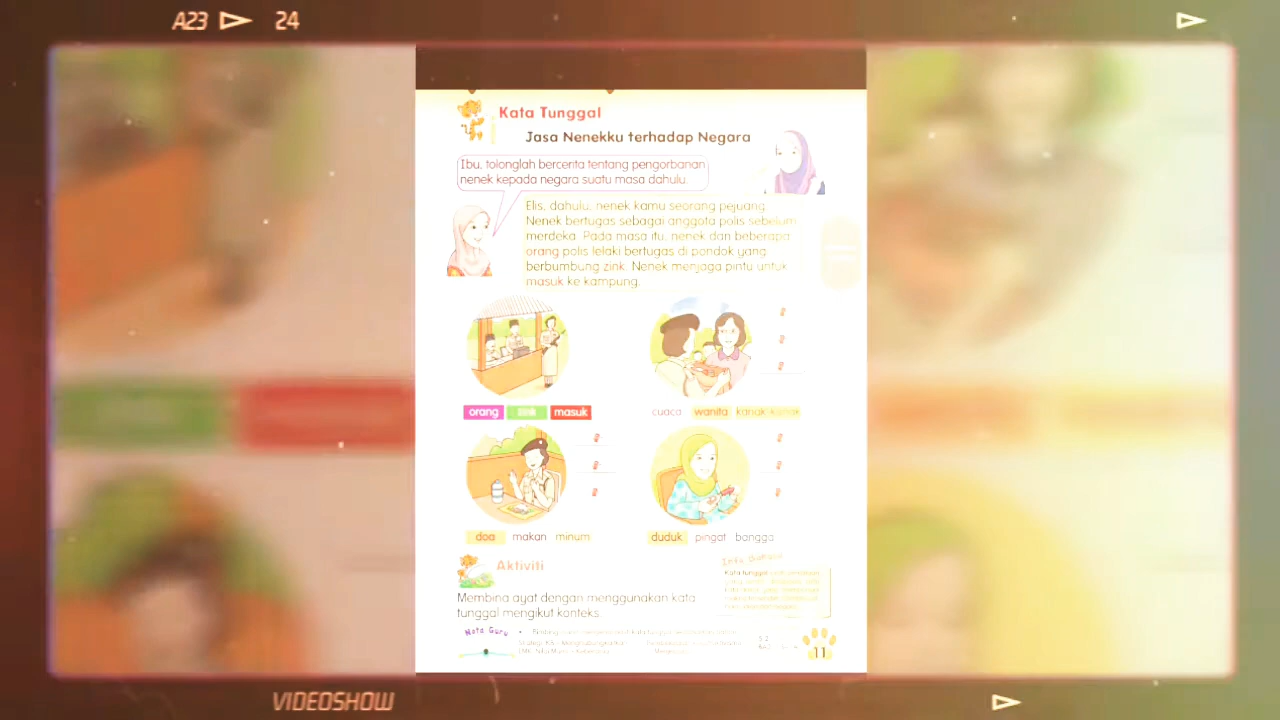 A23 24
Kata Tunggal
Jasa Nenekku terhadap Negara
Ibu, tolonglah bercerita tentang pengorbanan
nenek kepada negara suatu masa dahulu.
Elis, dahulu, nenek kamu seorang pejuang.
Nenek bertugas sebagai anggota polis sebelum
merdeka. Pada masa itu, nenek dan beberapa
orang polis lelaki bertugas di pondok yang
berbumbung zink. Nenek menjaga pintu untuk
masuk ke kampung.
orang zink masuk
cuaca wanita kanak-kanak
doa makan minum
duduk pingat bangga
Aktiviti
Membina ayat dengan menggunakan kata
tunggal mengikut konteks.
Kata tunggal
Nota Guru
11
VIDEOSHOW